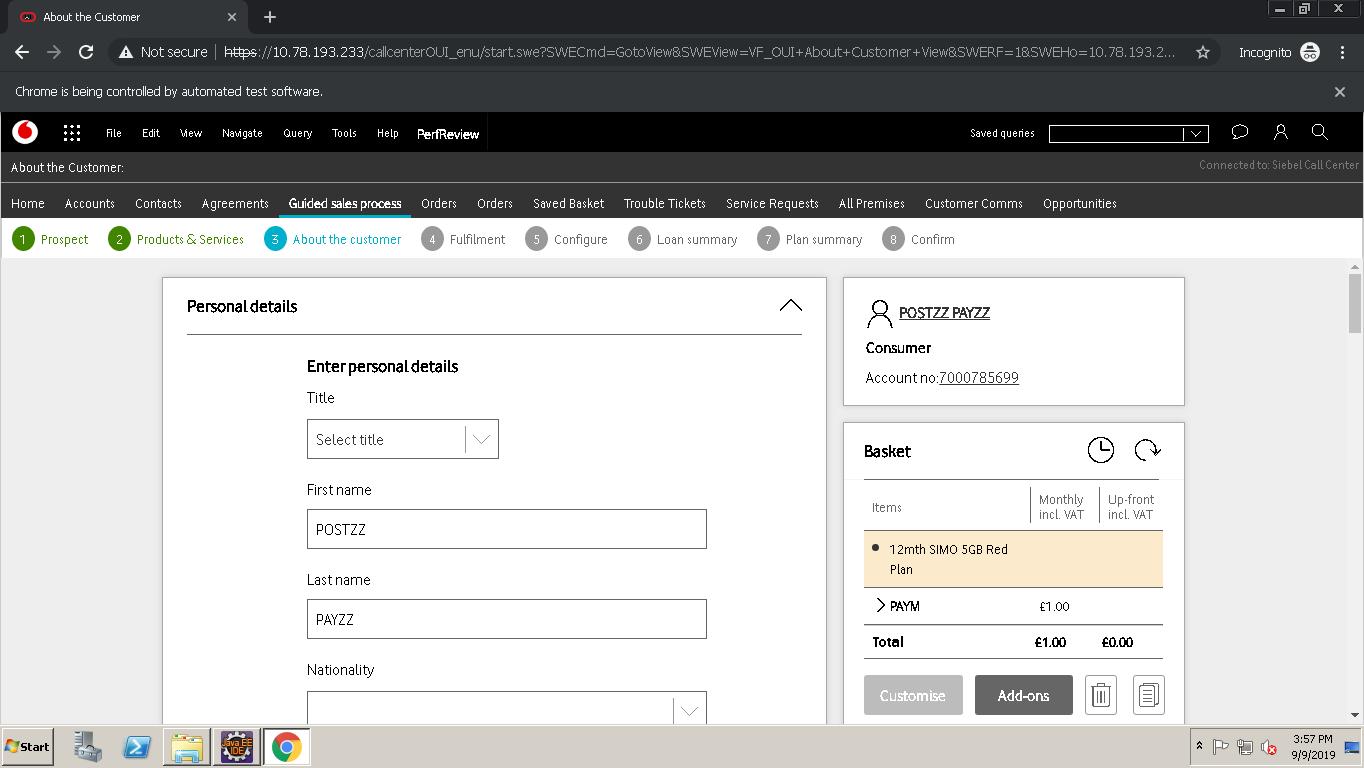 About the Customer
Not secure
https://10.78.193.233/callcenterOUI_enu/start.swe?SWECmd=GotoView&SWEView=VF_OUI+About+Customer+View&SWERF=1&SWEHo=10.78.193.2...
Incognito
Chrome is being controlled by automated test software.
File Edit View Navigate Query Tools Help PerfReview Saved queries
About the Customer: Connected to: Siebel Call Center
Home Accounts Contacts Agreements Guided sales process Orders Orders Saved Basket Trouble Tickets Service Requests All Premises Customer Comms Opportunities
1 Prospect 2 Products & Services 3 About the customer 4 Fulfilment 5 Configure 6 Loan summary 7 Plan summary 8 Confirm
Personal details
Enter personal details
Title
Select title
First name
POSTZZ
Last name
PAYZZ
Nationality
POSTZZ PAYZZ
Consumer
Account no:7000785699
Basket
Items
Monthly
incl. VAT
Up-front
incl. VAT
12mth SIMO 5GB Red
Plan
PAYM £1.00
Total £1.00 £0.00
Customise Add-ons
Start
Java EE
IDE
3:57 PM
9/9/2019